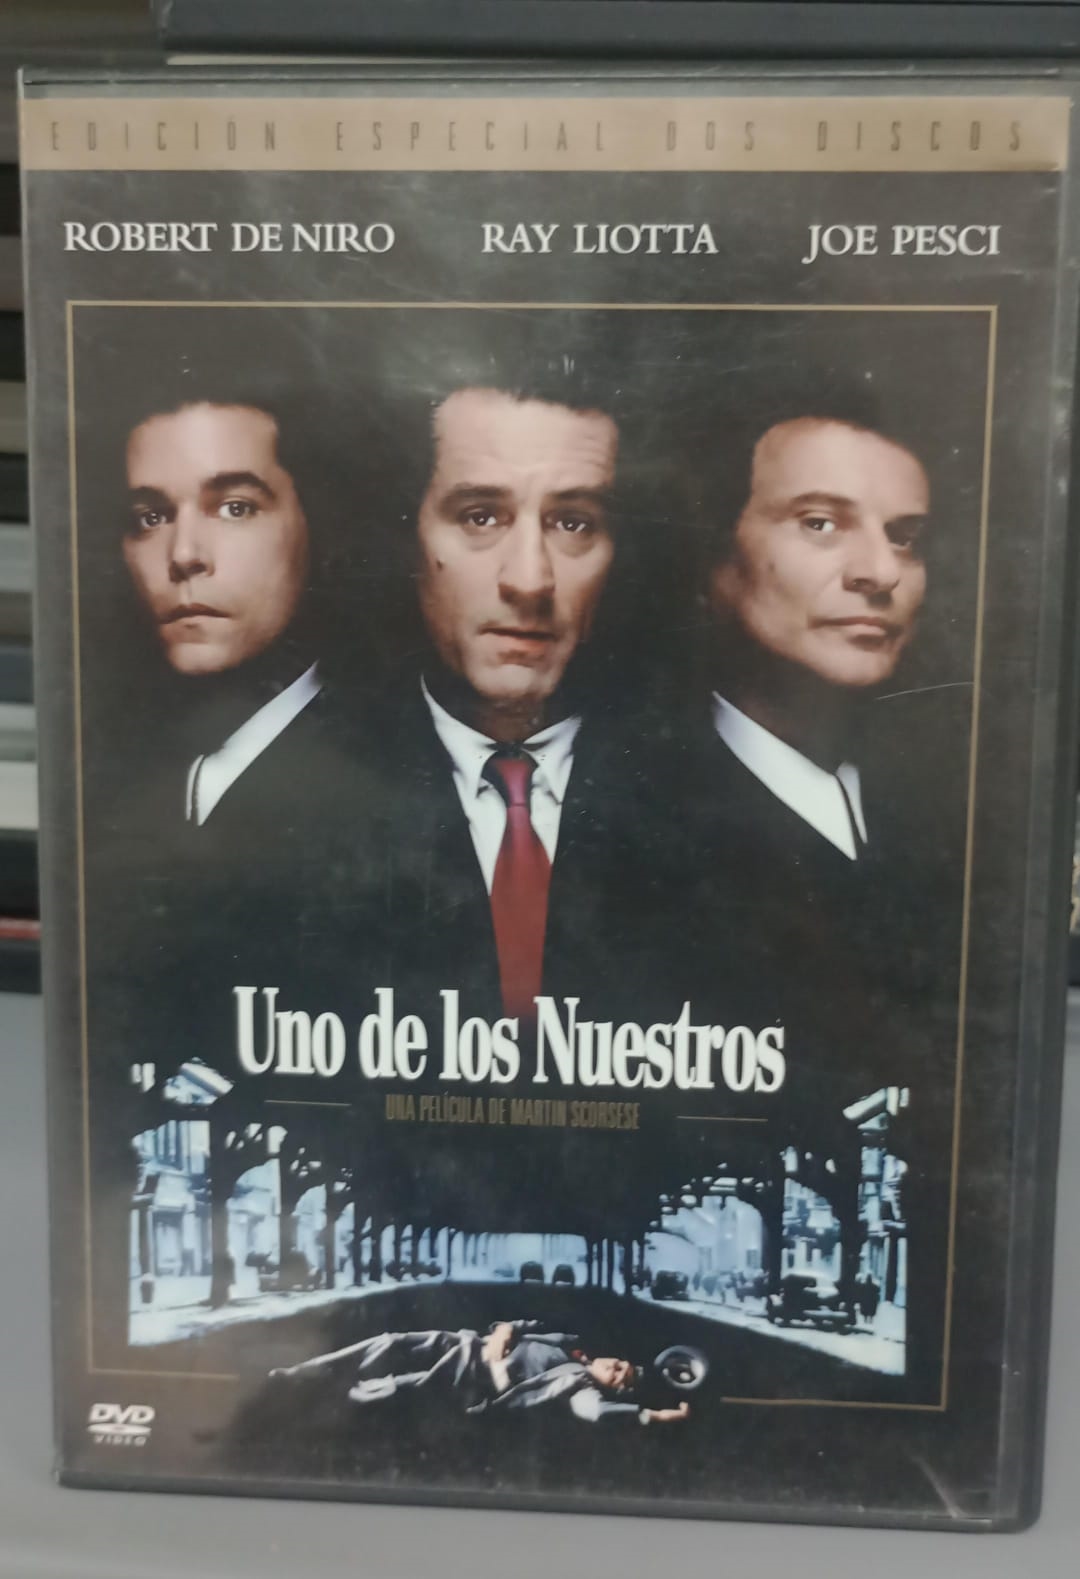 EDICIÓN ESPECIAL DOS DISCOS
ROBERT DE NIRO RAY LIOTTA JOE PESCI
Uno de los Nuestros
UNA PELÍCULA DE MARTIN SCORSESE
DVD
VIDEO